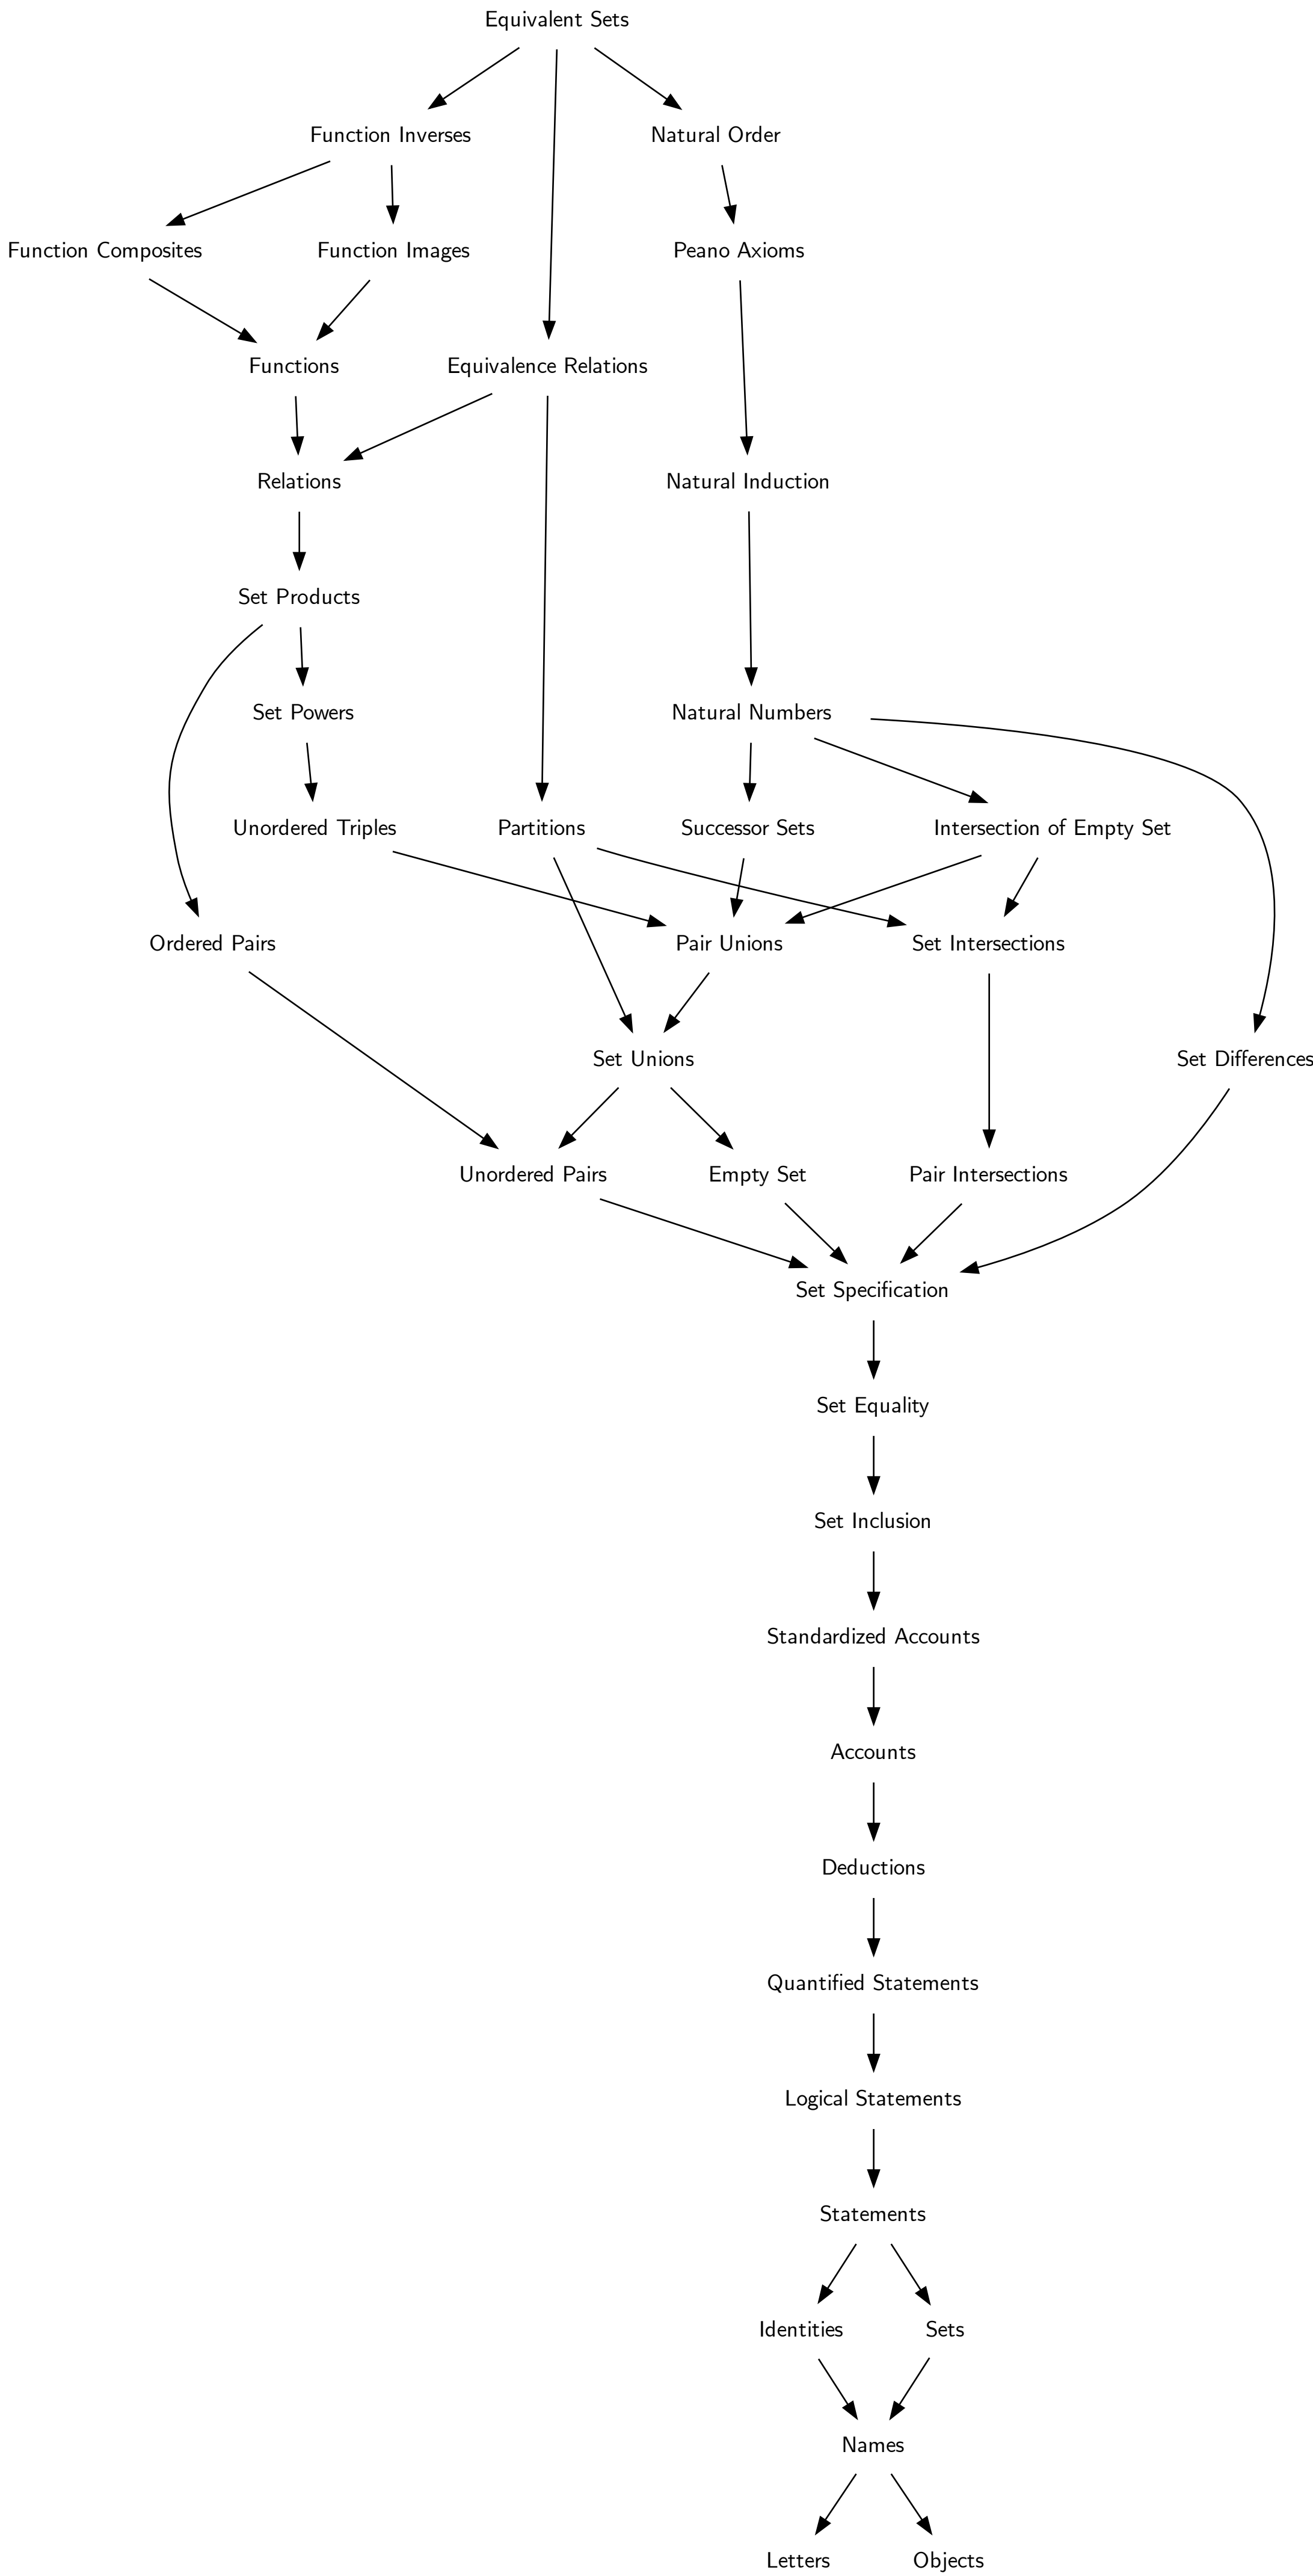 Equivalent Sets
Function Inverses
Natural Order
Function Composites
Function Images
Peano Axioms
Functions
Equivalence Relations
Relations
Natural Induction
Set Products
Set Powers
Natural Numbers
Unordered Triples
Partitions
Successor Sets
Intersection of Empty Set
Ordered Pairs
Pair Unions
Set Intersections
Set Unions
Set Differences
Unordered Pairs
Empty Set
Pair Intersections
Set Specification
Set Equality
Set Inclusion
Standardized Accounts
Accounts
Deductions
Quantified Statements
Logical Statements
Statements
Identities
Sets
Names
Letters
Objects